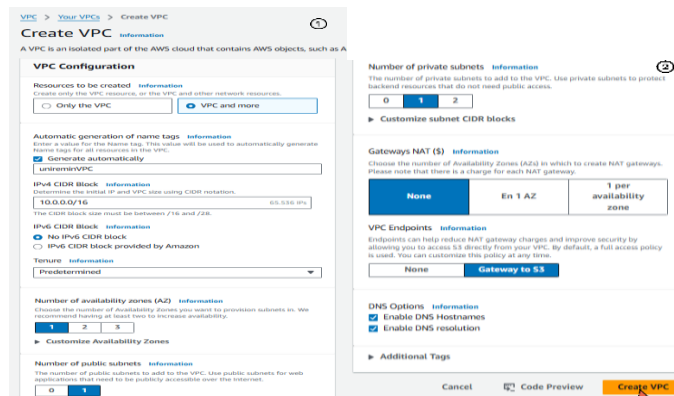 VPC > Your VPCs > Create VPC
1
Create VPC Information
A VPC is an isolated part of the AWS cloud that contains AWS objects, such as A
VPC Configuration
Resources to be created Information
Create only the VPC resource, or the VPC and other network resources.
Only the VPC
VPC and more
Automatic generation of name tags Information
Enter a value for the Name tag. This value will be used to automatically generate
Name tags for all resources in the VPC.
Generate automatically
unireminVPC
IPv4 CIDR Block Information
Determine the initial IP and VPC size using CIDR notation.
10.0.0.0/16 65,536 IPs
The CIDR block size must be between /16 and /28.
IPv6 CIDR Block Information
No IPv6 CIDR block
IPv6 CIDR block provided by Amazon
Tenure Information
Predetermined
Number of availability zones (AZ) Information
Choose the number of Availability Zones you want to provision subnets in. We
recommend having at least two to increase availability.
1 2 3
Customize Availability Zones
Number of public subnets Information
The number of public subnets to add to the VPC. Use public subnets for web
applications that need to be publicly accessible over the Internet.
0 1
Number of private subnets Information
2
The number of private subnets to add to the VPC. Use private subnets to protect
backend resources that do not need public access.
0 1 2
Customize subnet CIDR blocks
Gateways NAT ($) Information
Choose the number of Availability Zones (AZs) in which to create NAT gateways.
Please note that there is a charge for each NAT gateway.
None
En 1 AZ
1 per
availability
zone
VPC Endpoints Information
Endpoints can help reduce NAT gateway charges and improve security by
allowing you to access S3 directly from your VPC. By default, a full access policy
is used. You can customize this policy at any time.
None
Gateway to S3
DNS Options Information
Enable DNS Hostnames
Enable DNS resolution
Additional Tags
Cancel
Code Preview
Create VPC